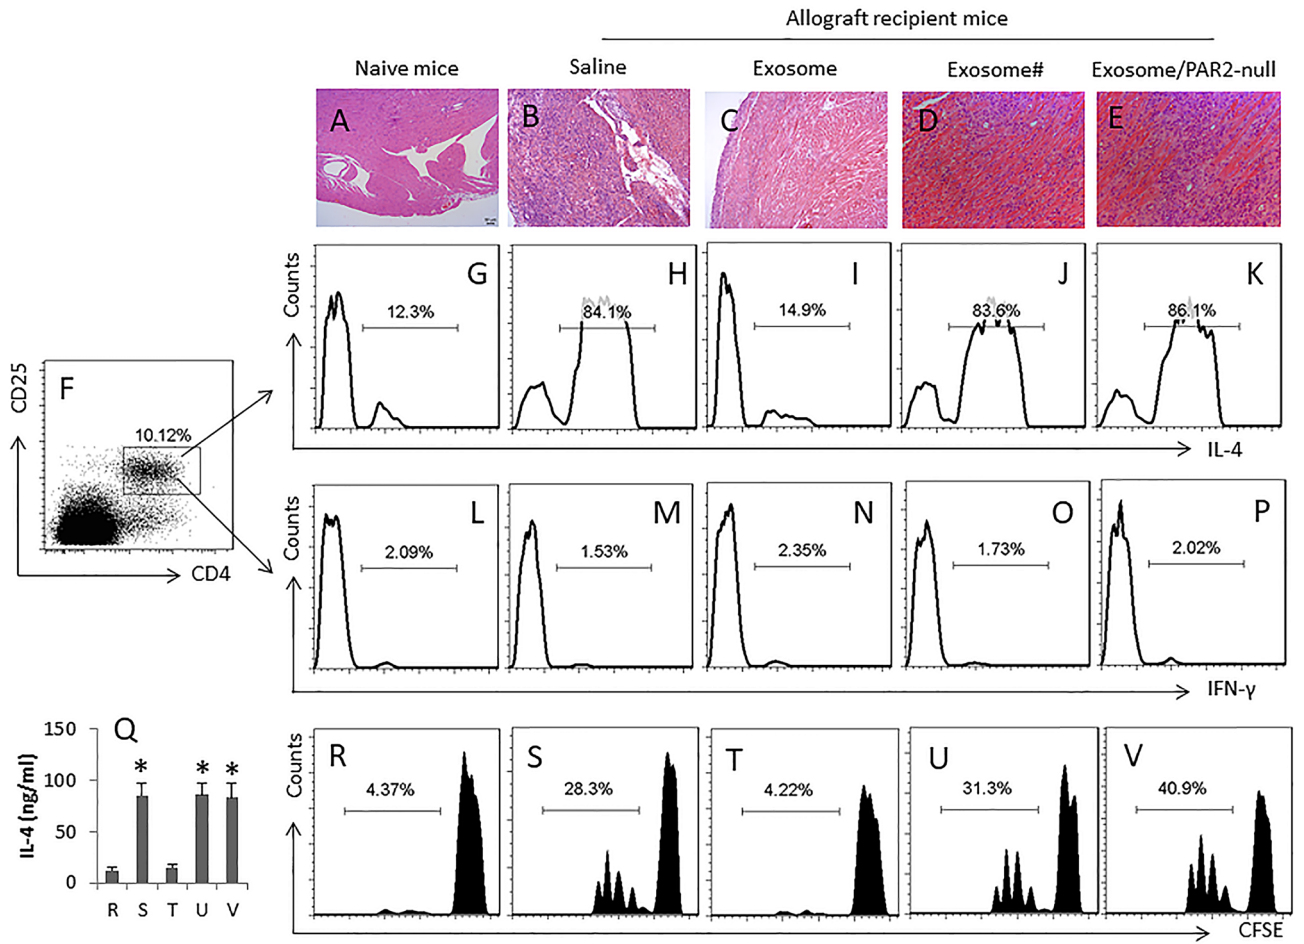 Allograft recipient mice
Naive mice Saline Exosome Exosome# Exosome/PAR2-null
A B C D E
Counts G H I J K
12.3% 84.1% 14.9% 83.6% 86.1%
CD25 F
10.12%
IL-4
Counts L M N O P
2.09% 1.53% 2.35% 1.73% 2.02%
CD4
IFN-γ
Q
IL-4 (ng/ml)
150
100
50
0
* * *
R S T U V
Counts R S T U V
4.37% 28.3% 4.22% 31.3% 40.9%
CFSE